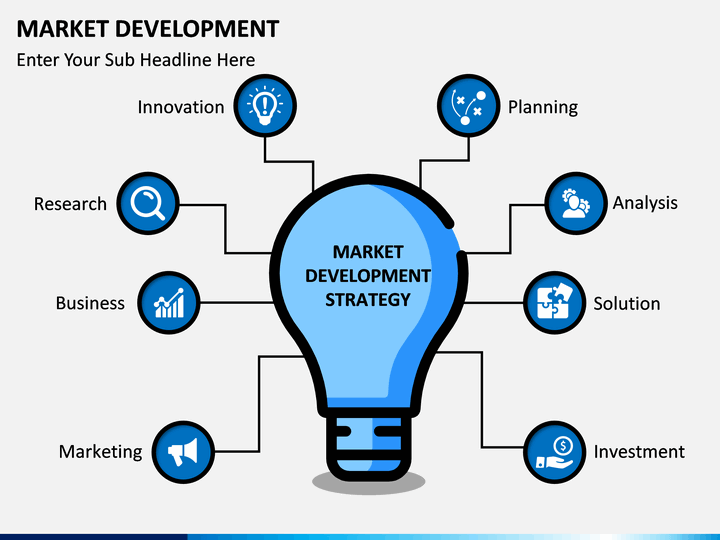 MARKET DEVELOPMENT
Enter Your Sub Headline Here
Innovation
Planning
Research
Analysis
MARKET
DEVELOPMENT
STRATEGY
Business
Solution
Marketing
Investment